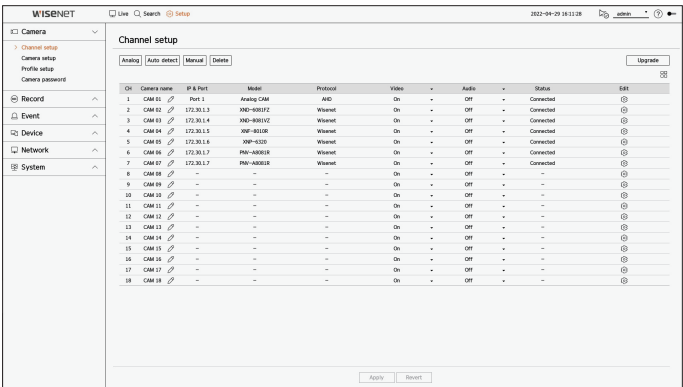 WISENET Live Search Setup 2022-04-29 16:11:28 admin ?
Camera
> Channel setup
Camera setup
Profile setup
Camera password
Record
Event
Device
Network
System
Channel setup
Analog Auto detect Manual Delete Upgrade
CH Camera name IP & Port Model Protocol Video Audio Status Edit
1 CAM 01 Port 1 Analog CAM AHD On Off Connected
2 CAM 02 172.30.1.3 XND-6081FZ Wisenet On Off Connected
3 CAM 03 172.30.1.4 XND-8081VZ Wisenet On Off Connected
4 CAM 04 172.30.1.5 XNF-8010R Wisenet On Off Connected
5 CAM 05 172.30.1.6 XNP-6320 Wisenet On Off Connected
6 CAM 06 172.30.1.7 PNV-A8081R Wisenet On Off Connected
7 CAM 07 172.30.1.7 PNV-A8081R Wisenet On Off Connected
8 CAM 08 - - - On Off -
9 CAM 09 - - - On Off -
10 CAM 10 - - - On Off -
11 CAM 11 - - - On Off -
12 CAM 12 - - - On Off -
13 CAM 13 - - - On Off -
14 CAM 14 - - - On Off -
15 CAM 15 - - - On Off -
16 CAM 16 - - - On Off -
17 CAM 17 - - - On Off -
18 CAM 18 - - - On Off -
Apply Revert